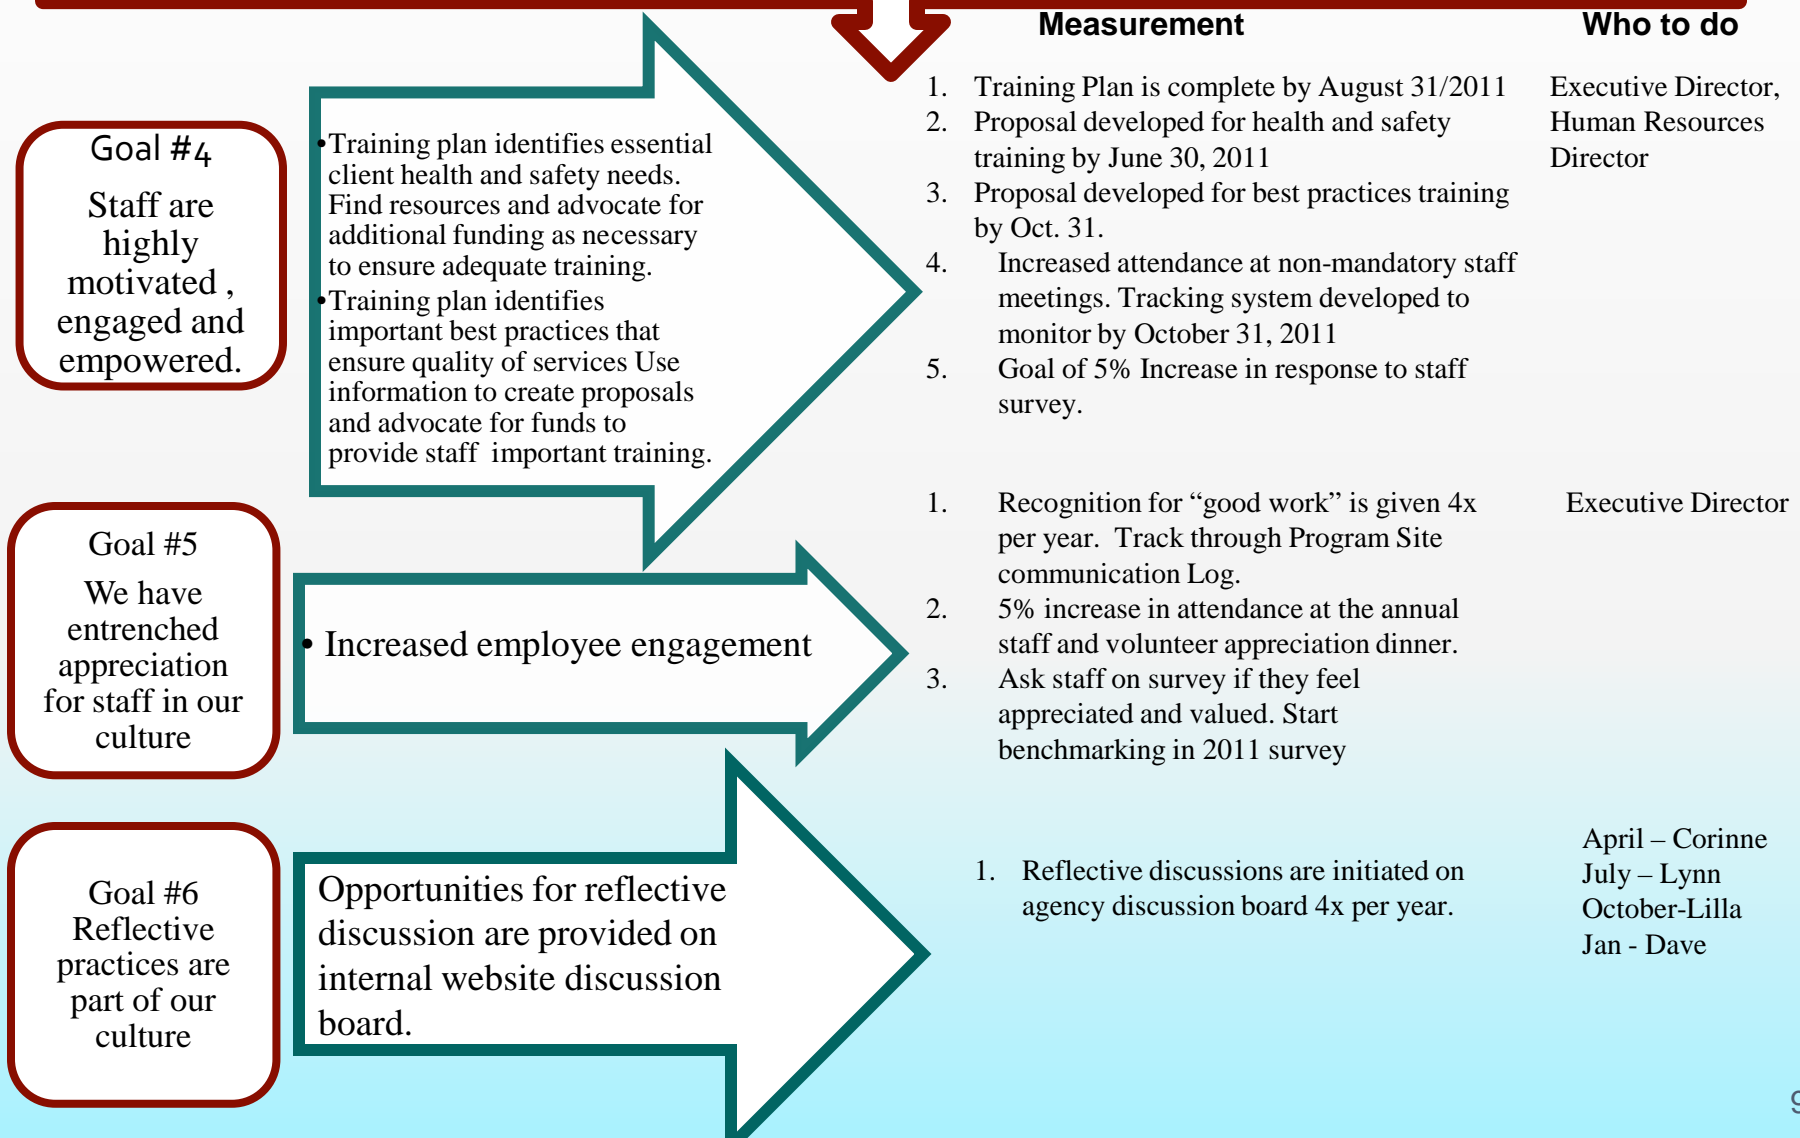 Measurement
Who to do
Goal #4
Staff are
highly
motivated ,
engaged and
empowered.
•Training plan identifies essential
client health and safety needs.
Find resources and advocate for
additional funding as necessary
to ensure adequate training.
•Training plan identifies
important best practices that
ensure quality of services Use
information to create proposals
and advocate for funds to
provide staff  important training.
1. Training Plan is complete by August 31/2011
2. Proposal developed for health and safety
training by June 30, 2011
3. Proposal developed for best practices training
by Oct. 31.
4. Increased attendance at non-mandatory staff
meetings. Tracking system developed to
monitor by October 31, 2011
5. Goal of 5% Increase in response to staff
survey.
Executive Director,
Human Resources
Director
Goal #5
We have
entrenched
appreciation
for staff in our
culture
• Increased employee engagement
1. Recognition for “good work” is given 4x
per year.  Track through Program Site
communication Log.
2. 5% increase in attendance at the annual
staff and volunteer appreciation dinner.
3. Ask staff on survey if they feel
appreciated and valued. Start
benchmarking in 2011 survey
Executive Director
Goal #6
Reflective
practices are
part of our
culture
Opportunities for reflective
discussion are provided on
internal website discussion
board.
1. Reflective discussions are initiated on
agency discussion board 4x per year.
April – Corinne
July – Lynn
October-Lilla
Jan - Dave
9